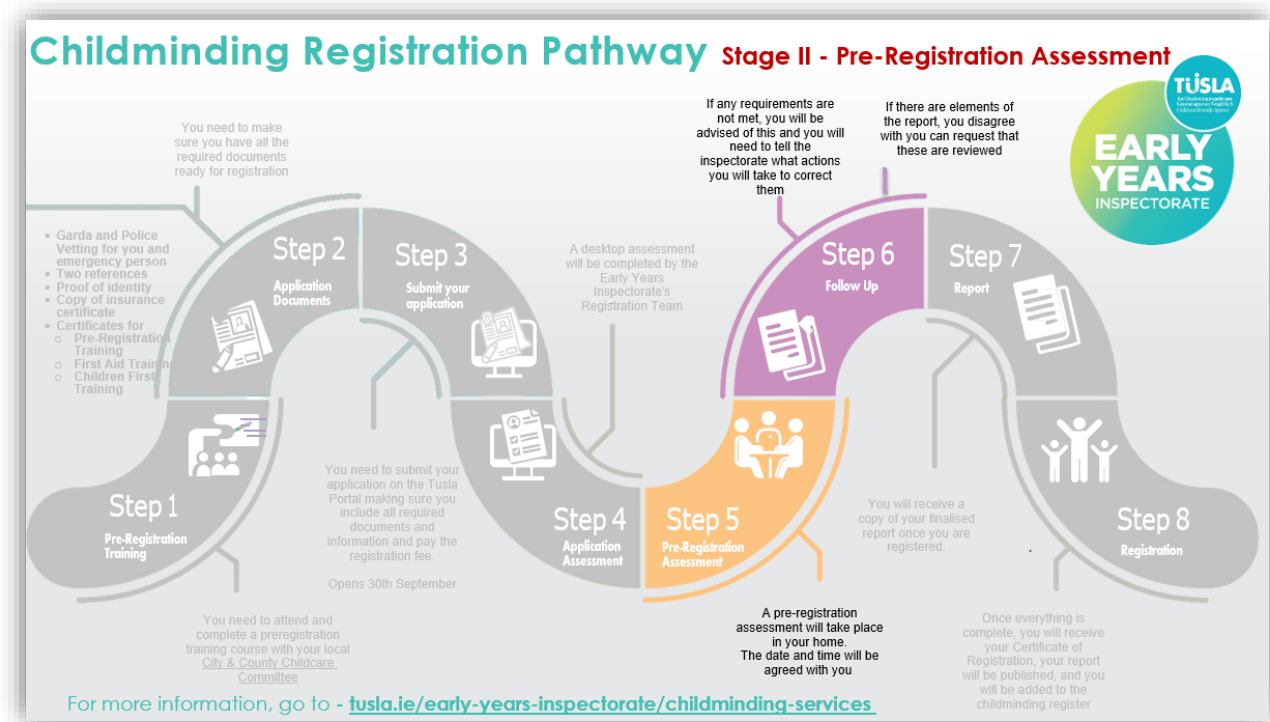 Childminding Registration Pathway Stage II - Pre-Registration Assessment
TUSLA
An Ghníomhaireacht um
Leanaí agus an Teaghlach
Child and Family Agency
EARLY
YEARS
INSPECTORATE
You need to make
sure you have all the
required documents
ready for registration
• Garda and Police
Vetting for you and
emergency person
• Two references
• Proof of identity
• Copy of insurance
certificate
• Certificates for
o Pre-Registration
Training
o First Aid Training
o Children First
Training
Step 1
Pre-Registration
Training
You need to attend and
complete a preregistration
training course with your local
City & County Childcare
Committee
Step 2
Application
Documents
Step 3
Submit your
application
You need to submit your
application on the Tusla
Portal making sure you
include all required
documents and
information and pay the
registration fee.
Opens 30th September
A desktop assessment
will be completed by the
Early Years
Inspectorate's
Registration Team
Step 4
Application
Assessment
Step 5
Pre-Registration
Assessment
A pre-registration
assessment will take place
in your home.
The date and time will be
agreed with you
If any requirements are
not met, you will be
advised of this and you will
need to tell the
inspectorate what actions
you will take to correct
them
If there are elements of
the report, you disagree
with you can request that
these are reviewed
Step 6
Follow Up
Step 7
Report
You will receive a
copy of your finalised
report once you are
registered.
Step 8
Registration
Once everything is
complete, you will receive
your Certificate of
Registration, your report
will be published, and you
will be added to the
childminding register
For more information, go to - tusla.ie/early-years-inspectorate/childminding-services